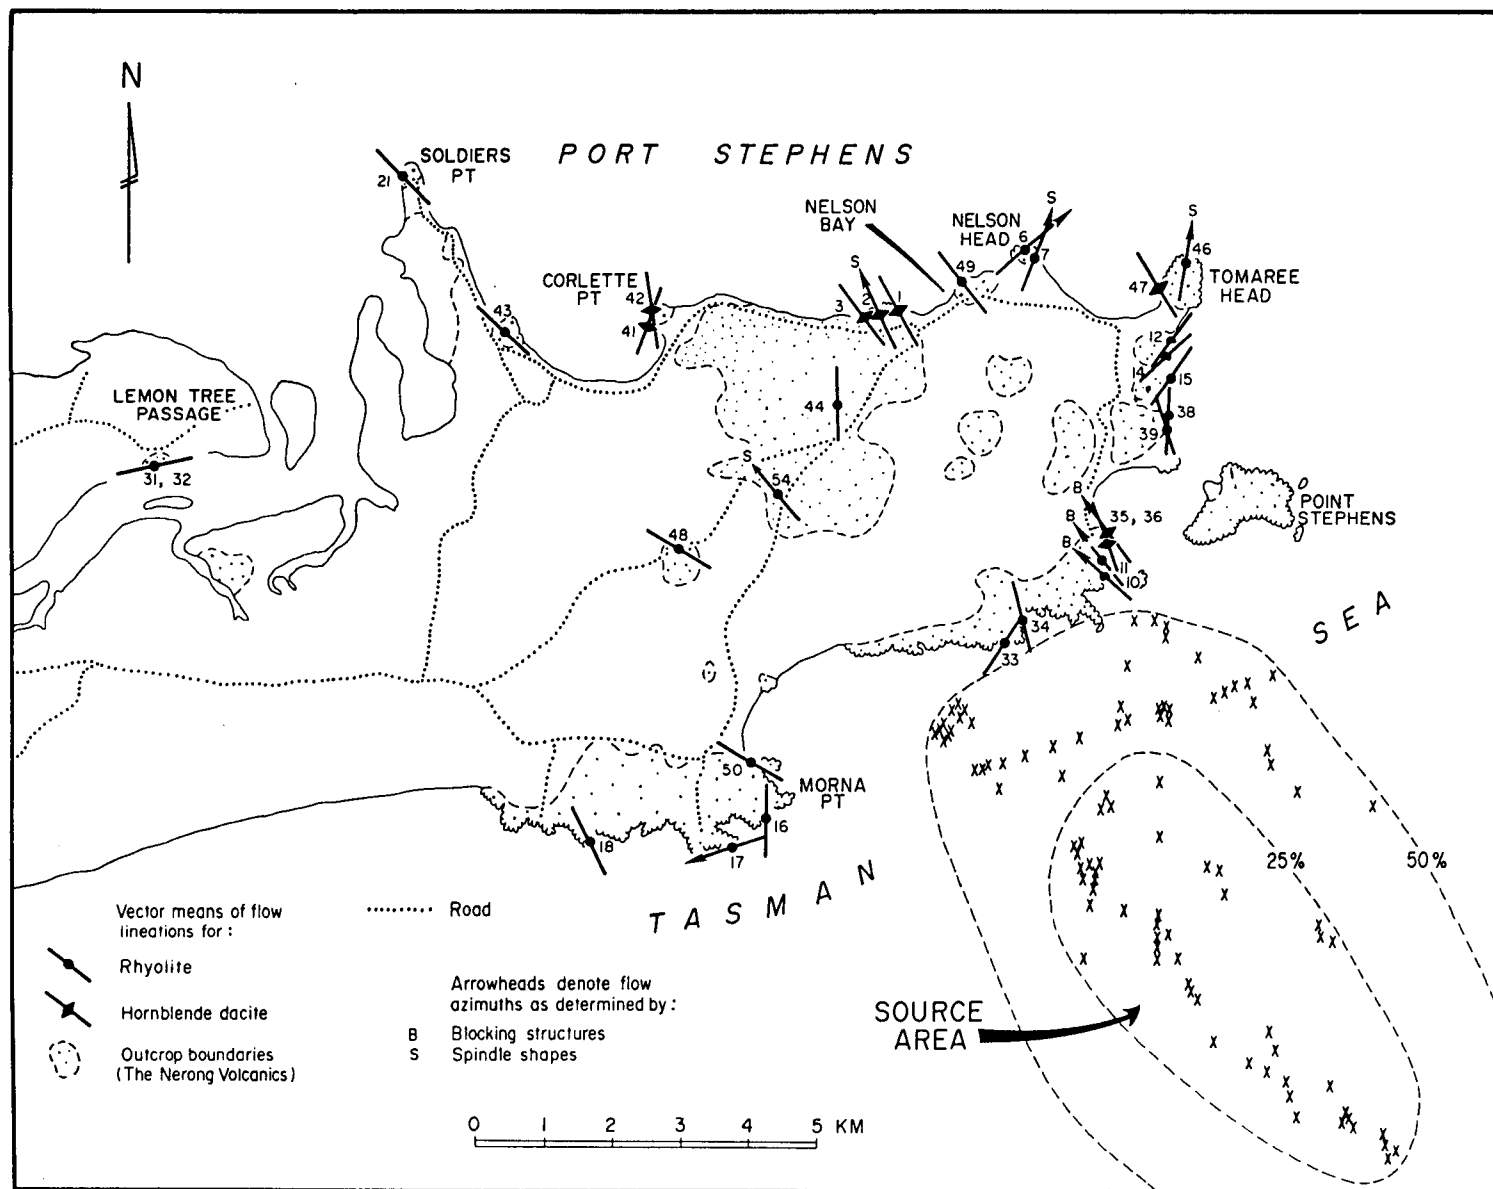 N
SOLDIERS
PT
PORT STEPHENS
21
NELSON
BAY
NELSON
HEAD
S
6
7
S
46
TOMAREE
HEAD
47
CORLETTE
PT
42
41
43
S
3
2
1
49
12
14
15
38
39
LEMON TREE
PASSAGE
31, 32
44
S
54
48
B
35, 36
B
B
11
10
POINT
STEPHENS
34
33
SEA
50
MORNA
PT
16
17
18
TASMAN
25%
50%
SOURCE
AREA
Vector means of flow
lineations for :
Rhyolite
Hornblende dacite
Outcrop boundaries
(The Nerong Volcanics)
Road
Arrowheads denote flow
azimuths as determined by :
B Blocking structures
S Spindle shapes
0 1 2 3 4 5 KM